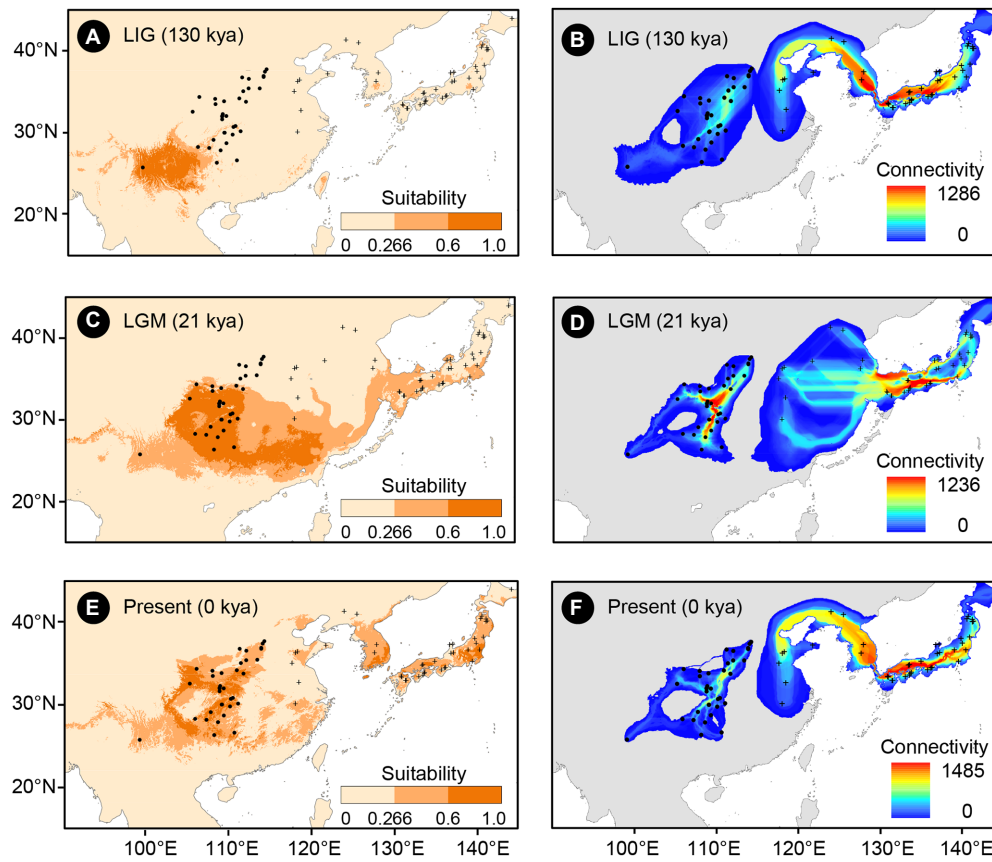 A LIG (130 kya)
40°N
30°N
20°N
Suitability
0 0.266 0.6 1.0
B LIG (130 kya)
Connectivity
1286
0
C LGM (21 kya)
40°N
30°N
20°N
Suitability
0 0.266 0.6 1.0
D LGM (21 kya)
Connectivity
1236
0
E Present (0 kya)
40°N
30°N
20°N
Suitability
0 0.266 0.6 1.0
100°E 110°E 120°E 130°E 140°E
F Present (0 kya)
Connectivity
1485
0
100°E 110°E 120°E 130°E 140°E